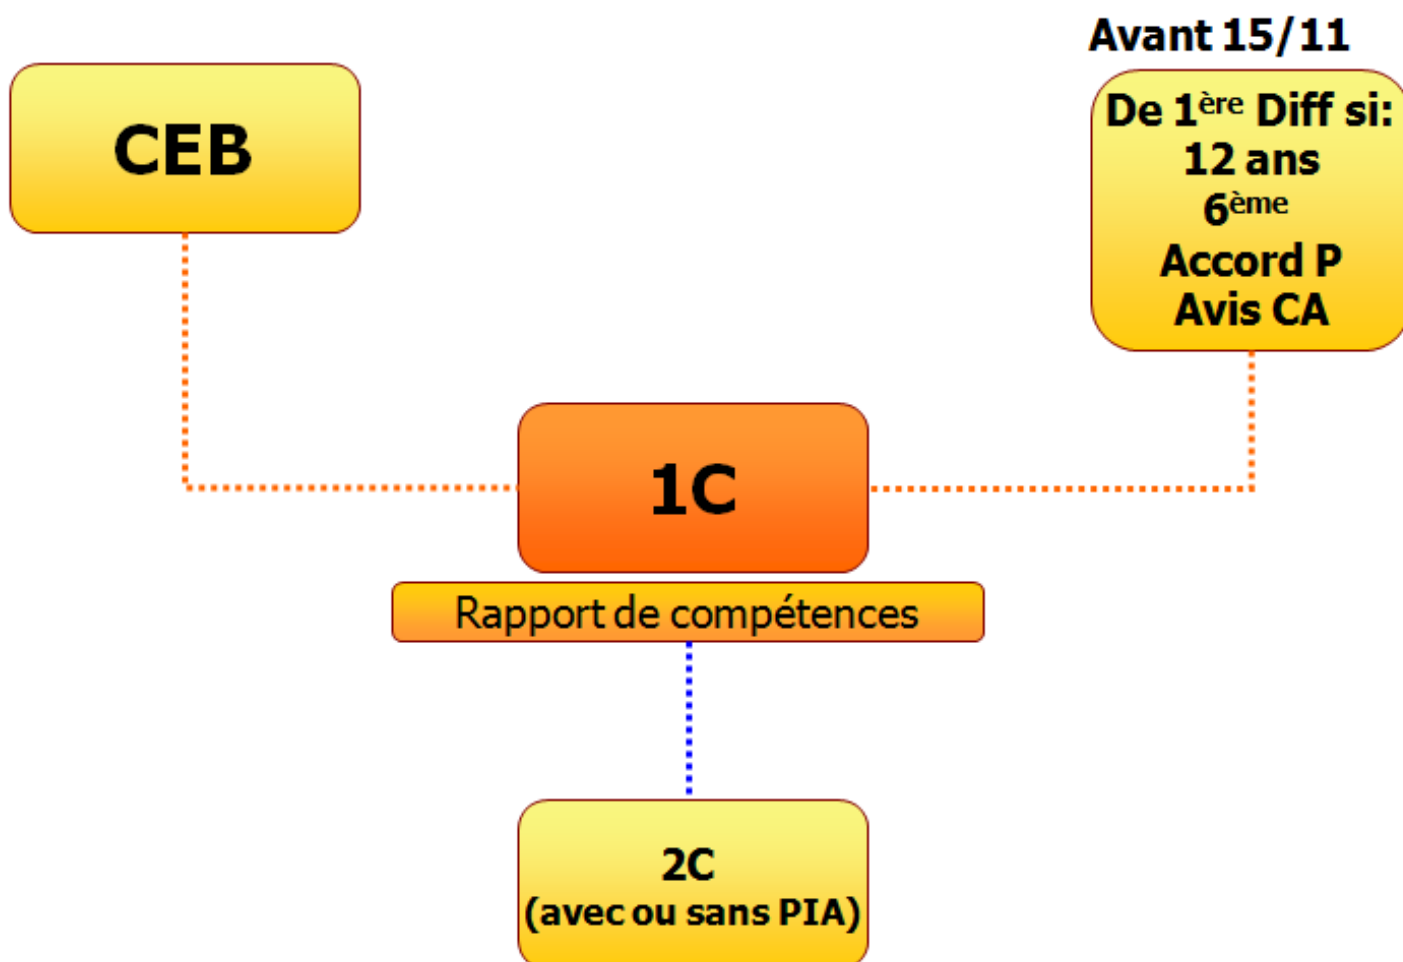 Avant 15/11
CEB
De 1ère Diff si:
12 ans
6ème
Accord P
Avis CA
1C
Rapport de compétences
2C
(avec ou sans PIA)